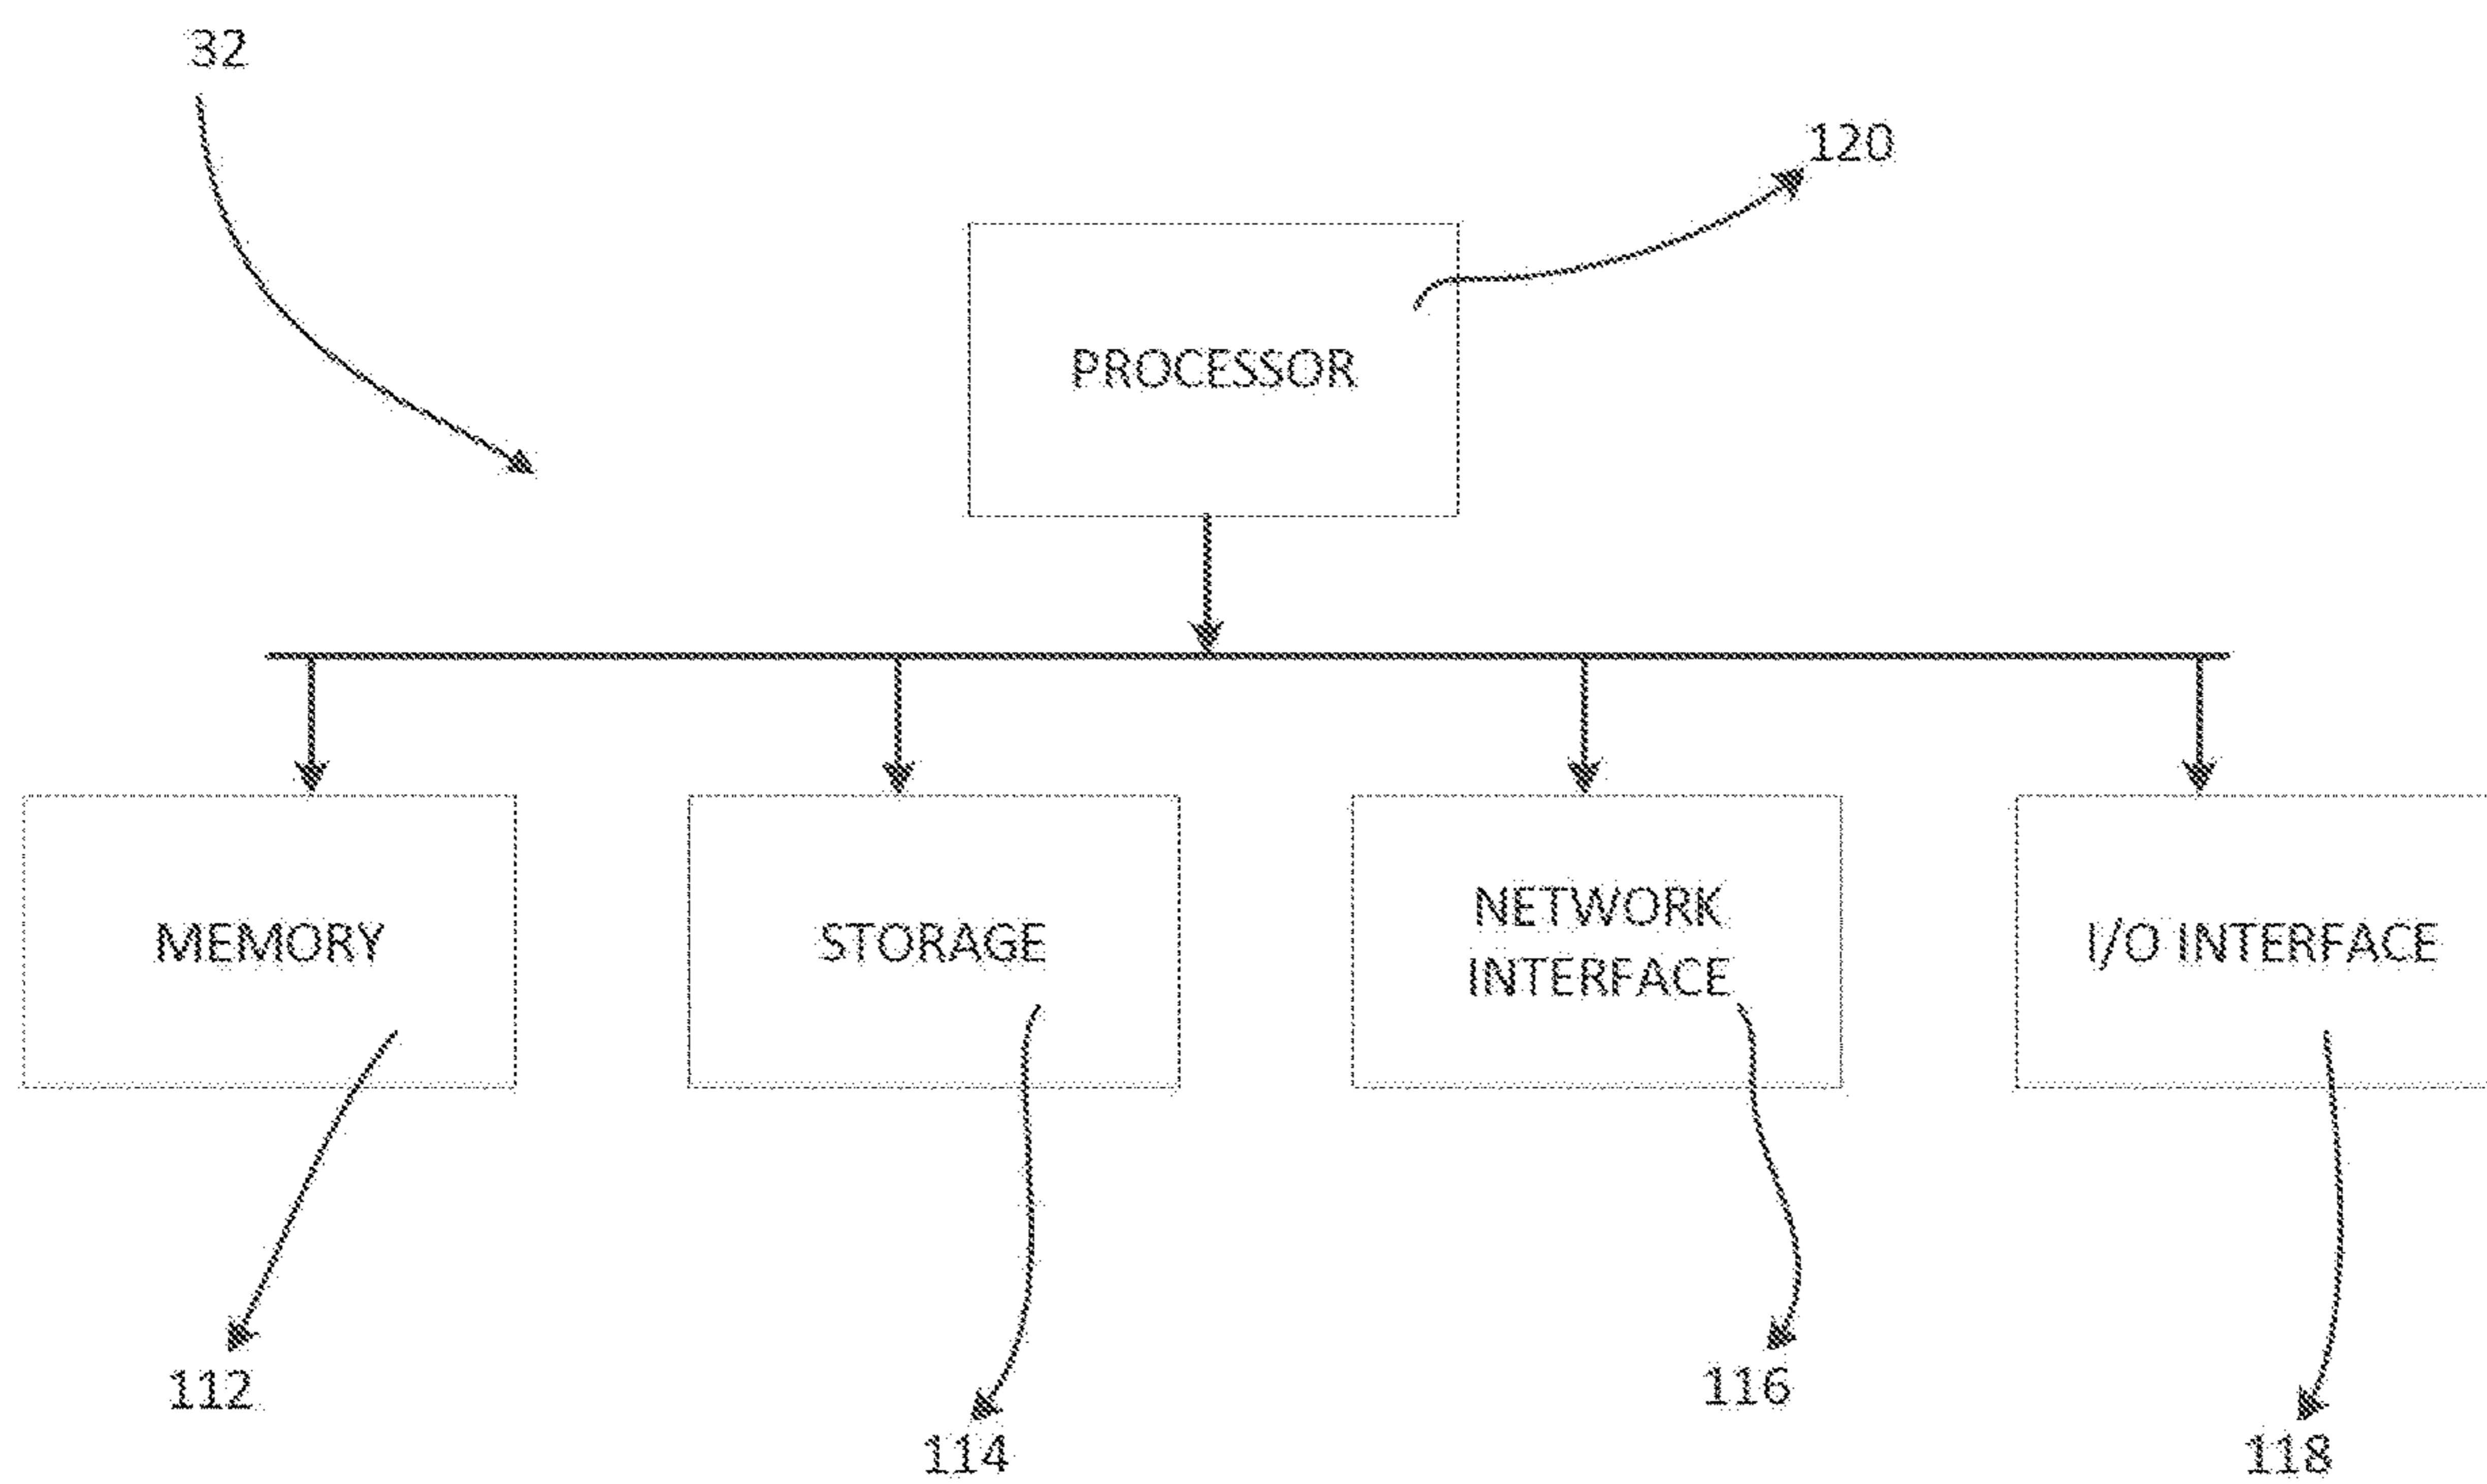 32
120
PROCESSOR
MEMORY
STORAGE
NETWORK
INTERFACE
I/O INTERFACE
112
114
116
118